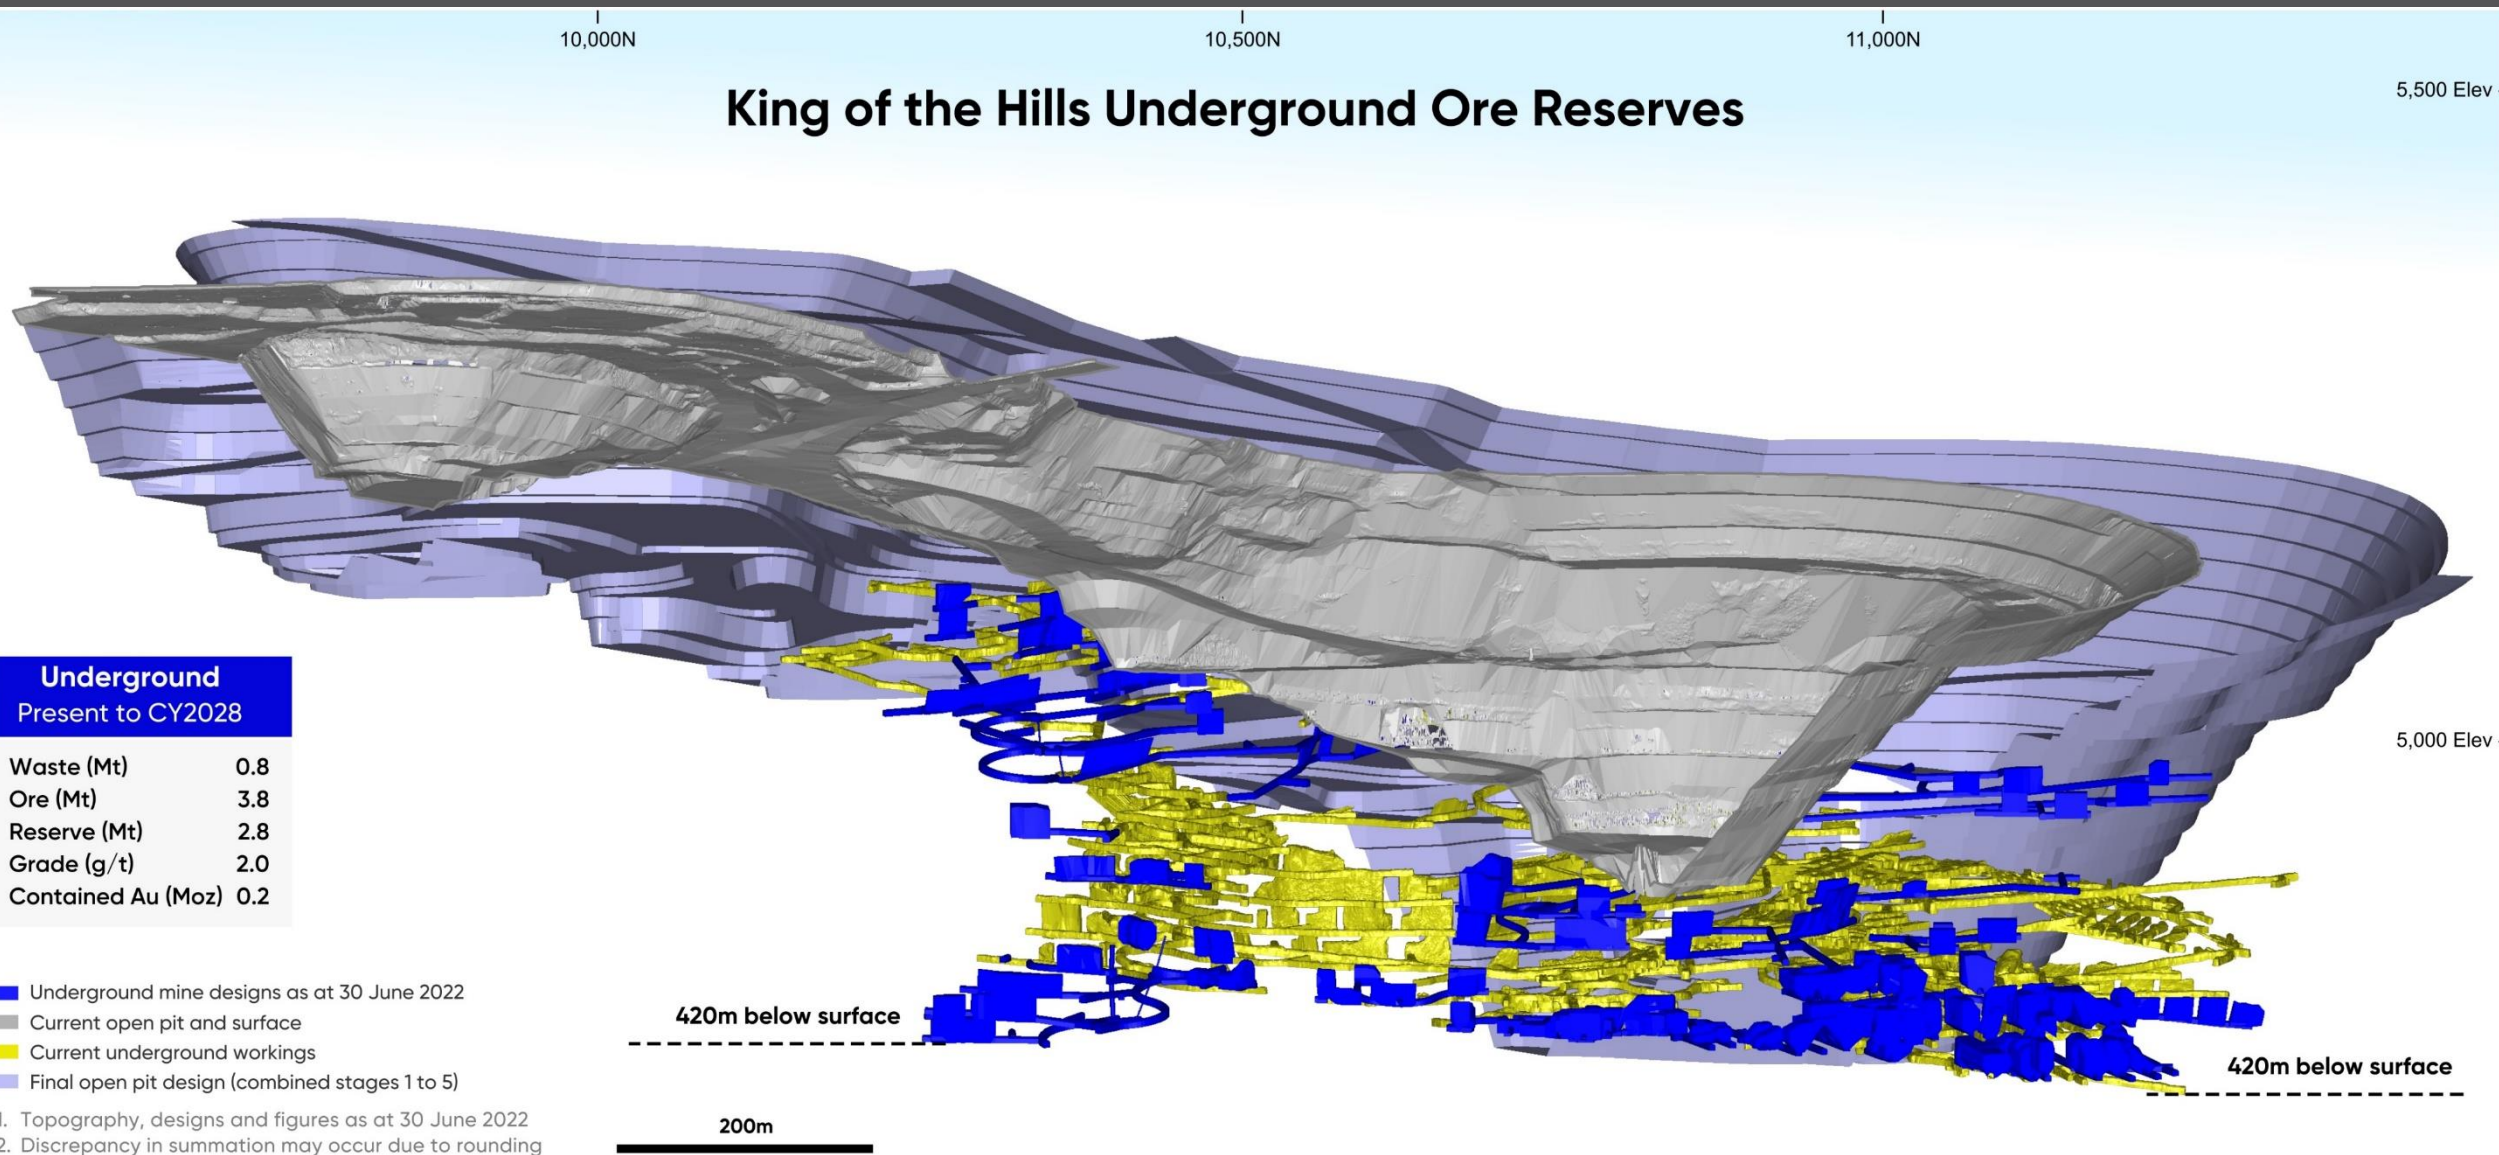 10,000N 10,500N 11,000N
5,500 Elev
King of the Hills Underground Ore Reserves
Underground
Present to CY2028
Waste (Mt) 0.8
Ore (Mt) 3.8
Reserve (Mt) 2.8
Grade (g/t) 2.0
Contained Au (Moz) 0.2
5,000 Elev
Underground mine designs as at 30 June 2022
Current open pit and surface
Current underground workings
Final open pit design (combined stages 1 to 5)
1. Topography, designs and figures as at 30 June 2022
2. Discrepancy in summation may occur due to rounding
420m below surface
420m below surface
200m